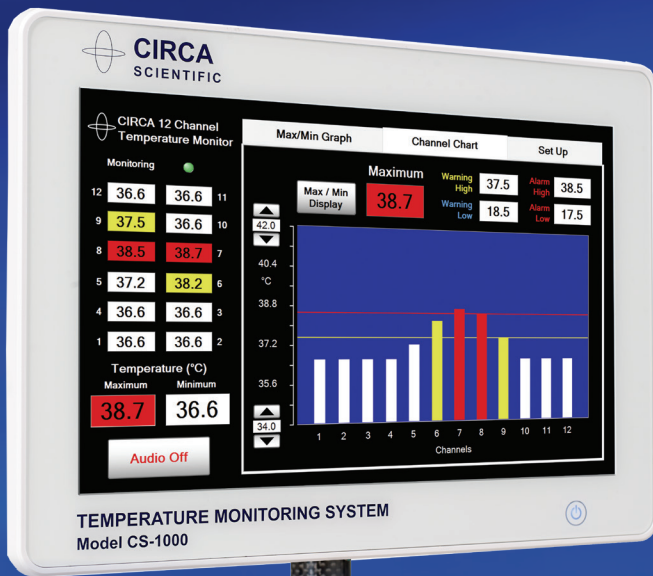 CIRCA
SCIENTIFIC
CIRCA 12 Channel
Temperature Monitor
Monitoring
12 36.6 36.6 11
9 37.5 36.6 10
8 38.5 38.7 7
5 37.2 38.2 6
4 36.6 36.6 3
1 36.6 36.6 2
Temperature (°C)
Maximum Minimum
38.7 36.6
Audio Off
Max/Min Graph Channel Chart Set Up
Max / Min
Display
Maximum
38.7
Warning
High 37.5
Alarm
High 38.5
Warning
Low 18.5
Alarm
Low 17.5
42.0
40.4
°C
38.8
37.2
35.6
34.0
1 2 3 4 5 6 7 8 9 10 11 12
Channels
TEMPERATURE MONITORING SYSTEM
Model CS-1000